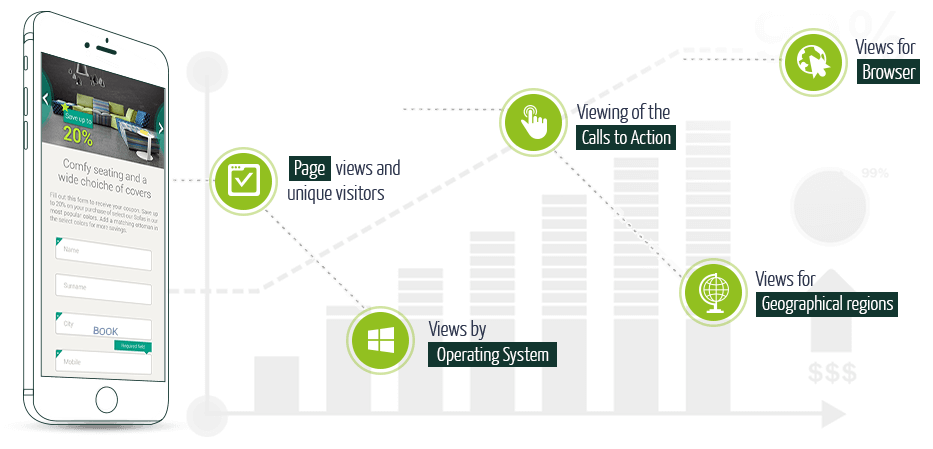 Save up to
20%
Comfy seating and a
wide choiche of covers
Fill out this form to receive your coupon. Save up
to 20% on your purchase of select our Sofas in our
most popular colors. Add a matching ottoman in
the select colors for more savings.
Name
Surname
City
BOOK
Required field
Mobile
Page views and
unique visitors
Views by
Operating System
Viewing of the
Calls to Action
Views for
Browser
99%
Views for
Geographical regions
$$$